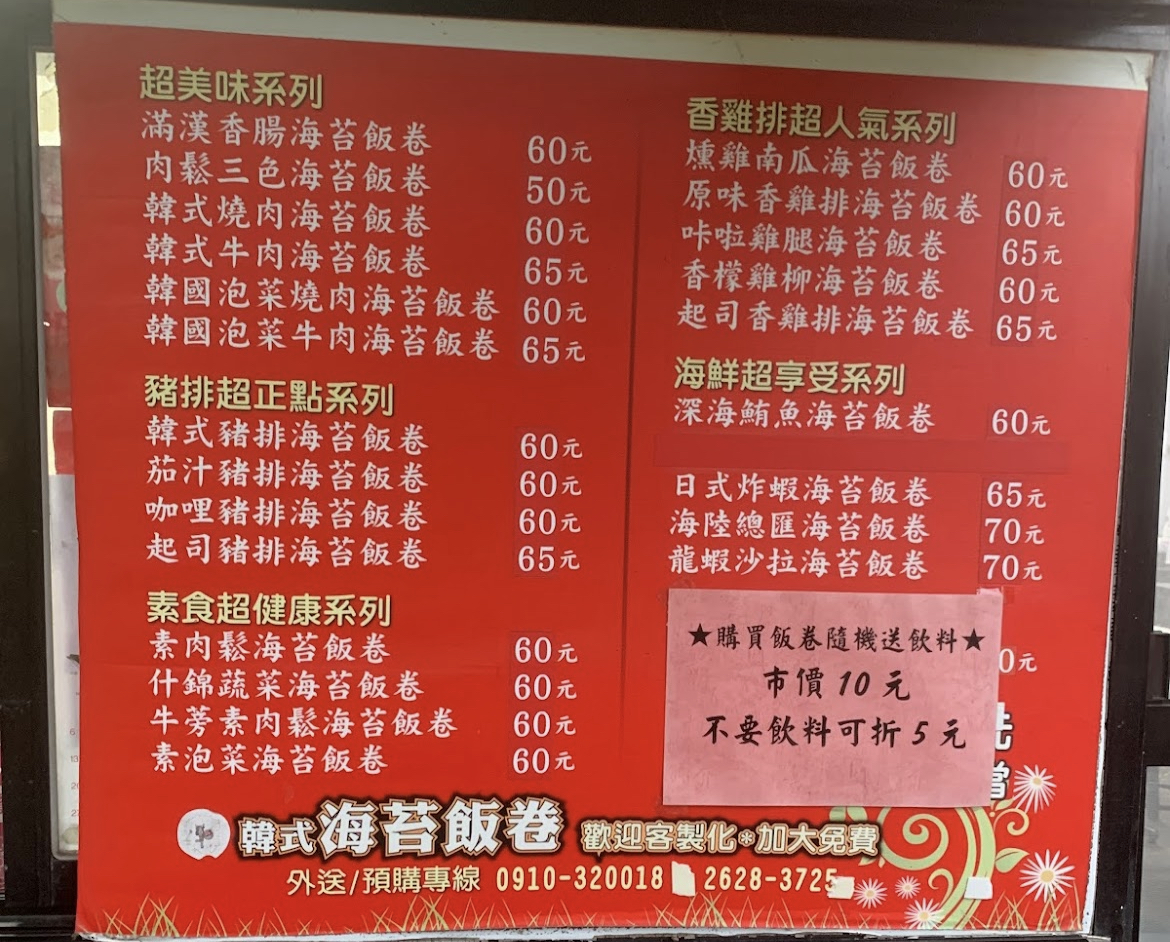 超美味系列
滿漢香腸海苔飯卷 60元
肉鬆三色海苔飯卷 50元
韓式燒肉海苔飯卷 60元
韓式牛肉海苔飯卷 65元
韓國泡菜燒肉海苔飯卷 60元
韓國泡菜牛肉海苔飯卷 65元
豬排超正點系列
韓式豬排海苔飯卷 60元
茄汁豬排海苔飯卷 60元
咖哩豬排海苔飯卷 60元
起司豬排海苔飯卷 65元
素食超健康系列
素肉鬆海苔飯卷 60元
什錦蔬菜海苔飯卷 60元
牛蒡素肉鬆海苔飯卷 60元
素泡菜海苔飯卷 60元
香雞排超人氣系列
燻雞南瓜海苔飯卷 60元
原味香雞排海苔飯卷 60元
咔啦雞腿海苔飯卷 65元
香檬雞柳海苔飯卷 60元
起司香雞排海苔飯卷 65元
海鮮超享受系列
深海鮪魚海苔飯卷 60元
日式炸蝦海苔飯卷 65元
海陸總匯海苔飯卷 70元
龍蝦沙拉海苔飯卷 70元
0元
★購買飯卷隨機送飲料★
市價10元
不要飲料可折5元
韓式海苔飯卷 歡迎客製化*加大免費
外送/預購專線 0910-320018 2628-3725